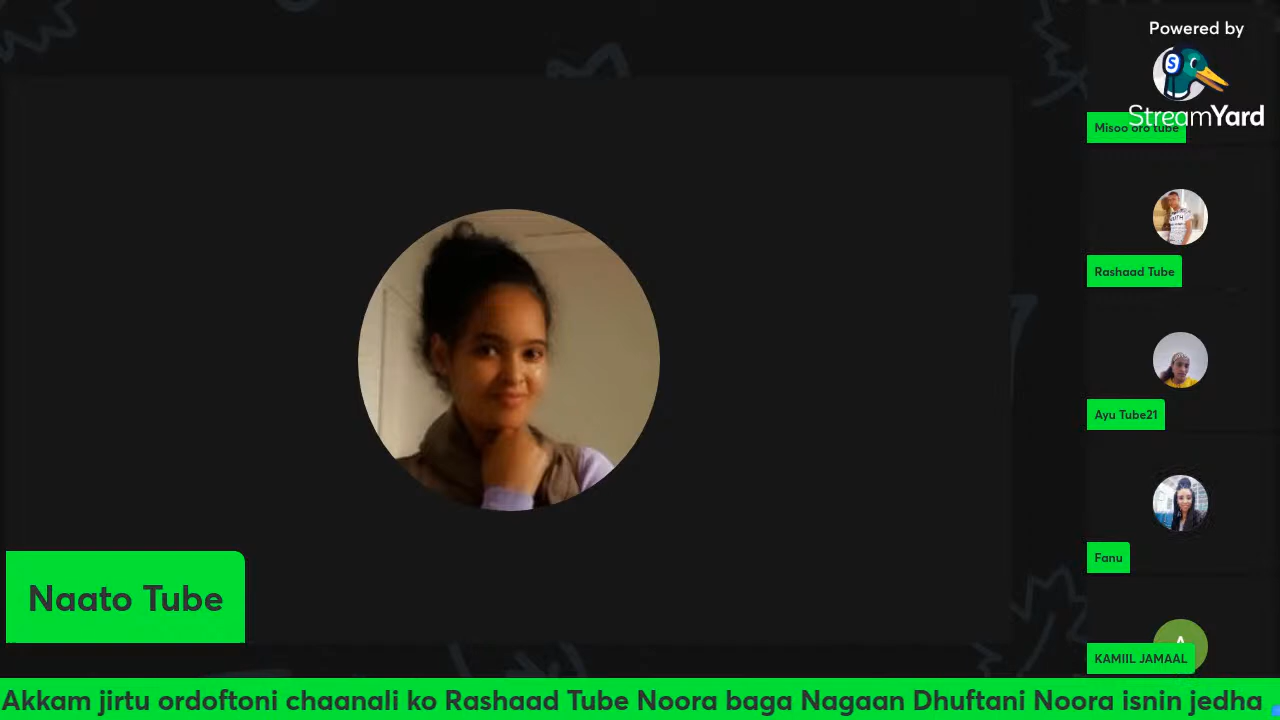 Powered by
StreamYard
Misoo oro tube
Rashaad Tube
Ayu Tube21
Fanu
A
KAMIIL JAMAAL
Naato Tube
Akkam jirtu ordoftoni chaanali ko Rashaad Tube Noora baga Nagaan Dhuftani Noora isnin jedha